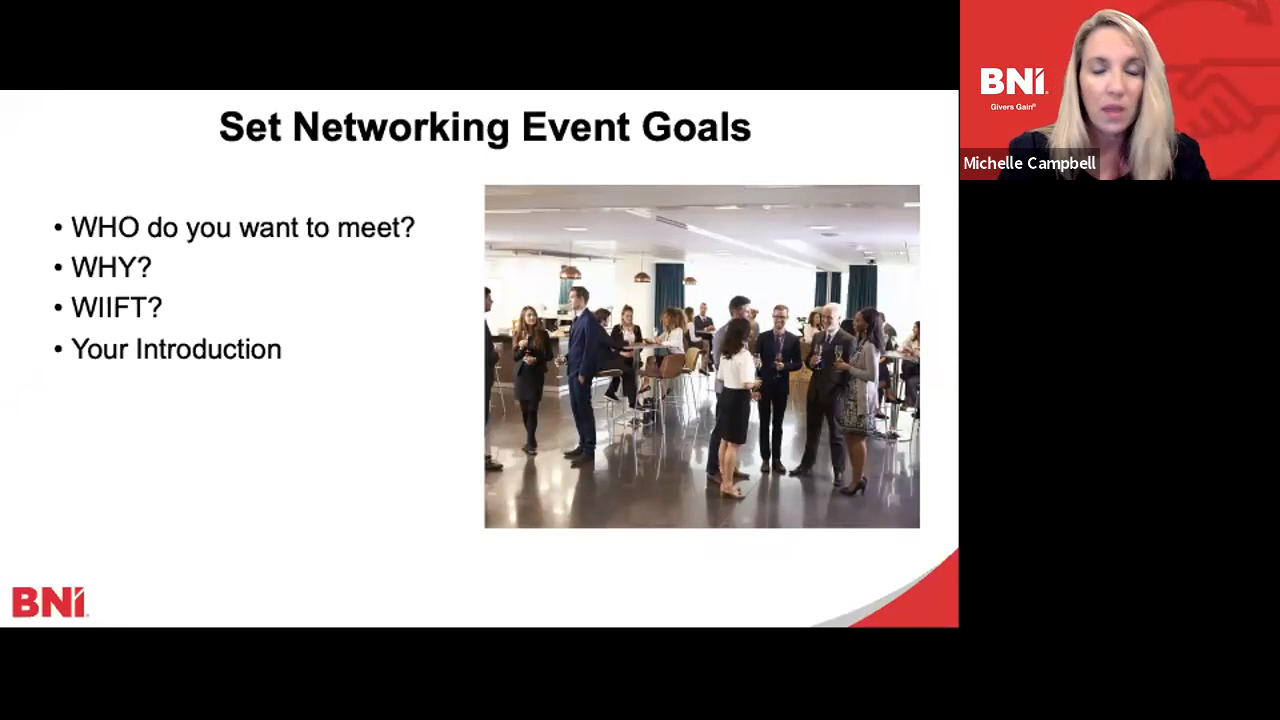 Set Networking Event Goals
• WHO do you want to meet?
• WHY?
• WIIFT?
• Your Introduction
BNI
BNI
Givers Gain®
Michelle Campbell